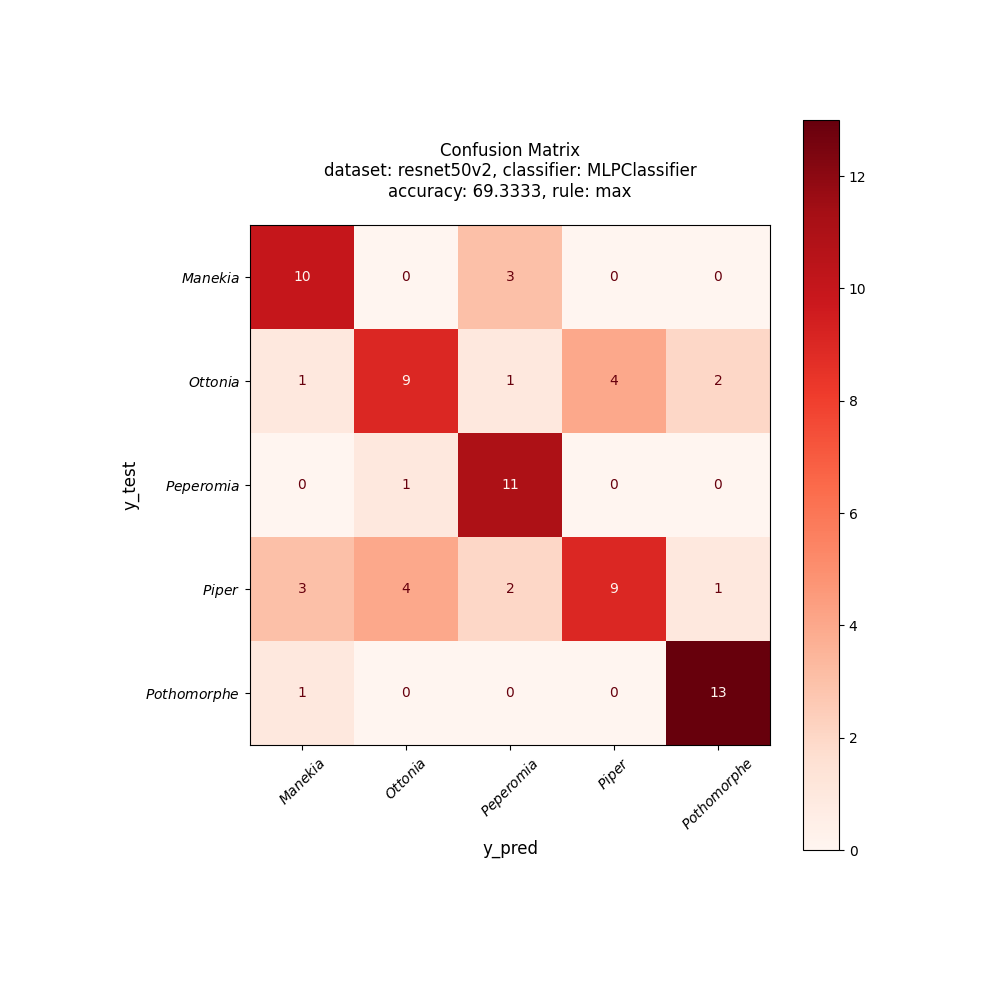 Confusion Matrix
dataset: resnet50v2, classifier: MLPClassifier
accuracy: 69.3333, rule: max
Manekia 10 0 3 0 0
Ottonia 1 9 1 4 2
Peperomia 0 1 11 0 0
Piper 3 4 2 9 1
Pothomorphe 1 0 0 0 13
Manekia Ottonia Peperomia Piper Pothomorphe
y_pred
y_test
12
10
8
6
4
2
0